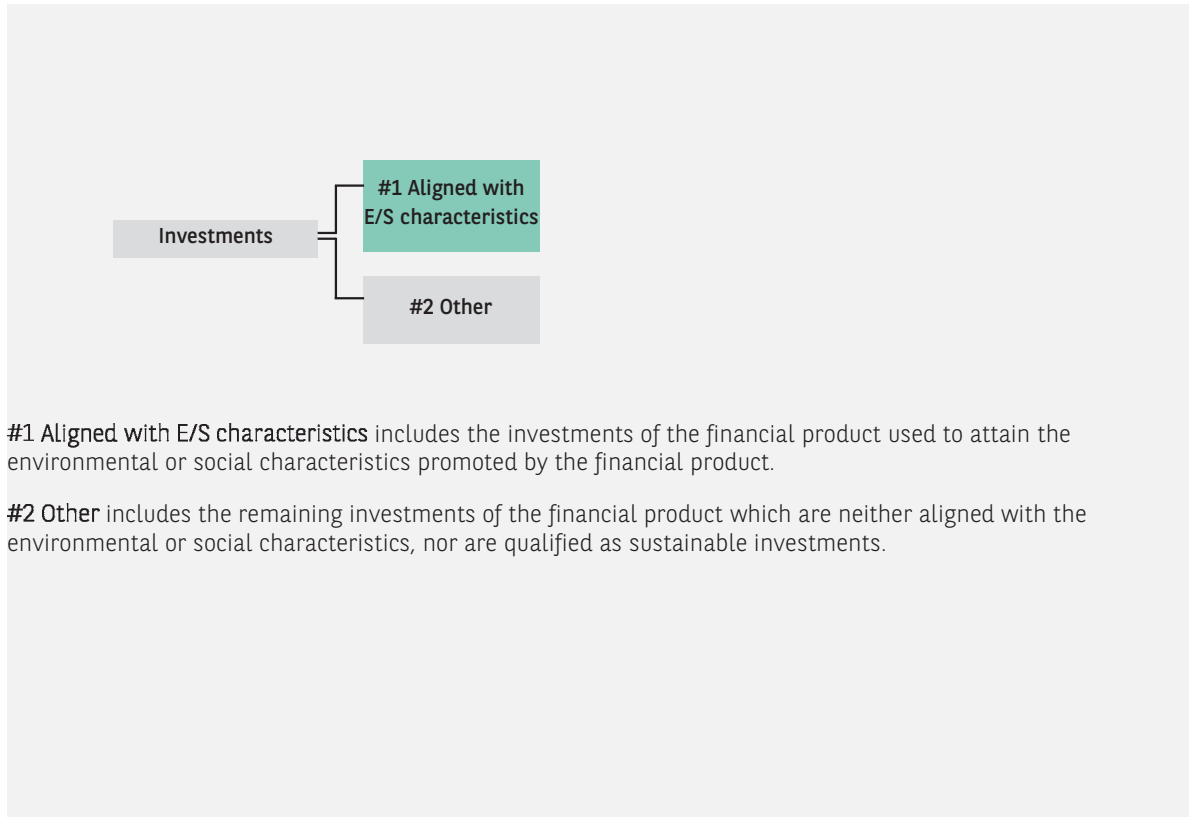 #1 Aligned with
E/S characteristics
Investments
#2 Other
#1 Aligned with E/S characteristics includes the investments of the financial product used to attain the
environmental or social characteristics promoted by the financial product.
#2 Other includes the remaining investments of the financial product which are neither aligned with the
environmental or social characteristics, nor are qualified as sustainable investments.